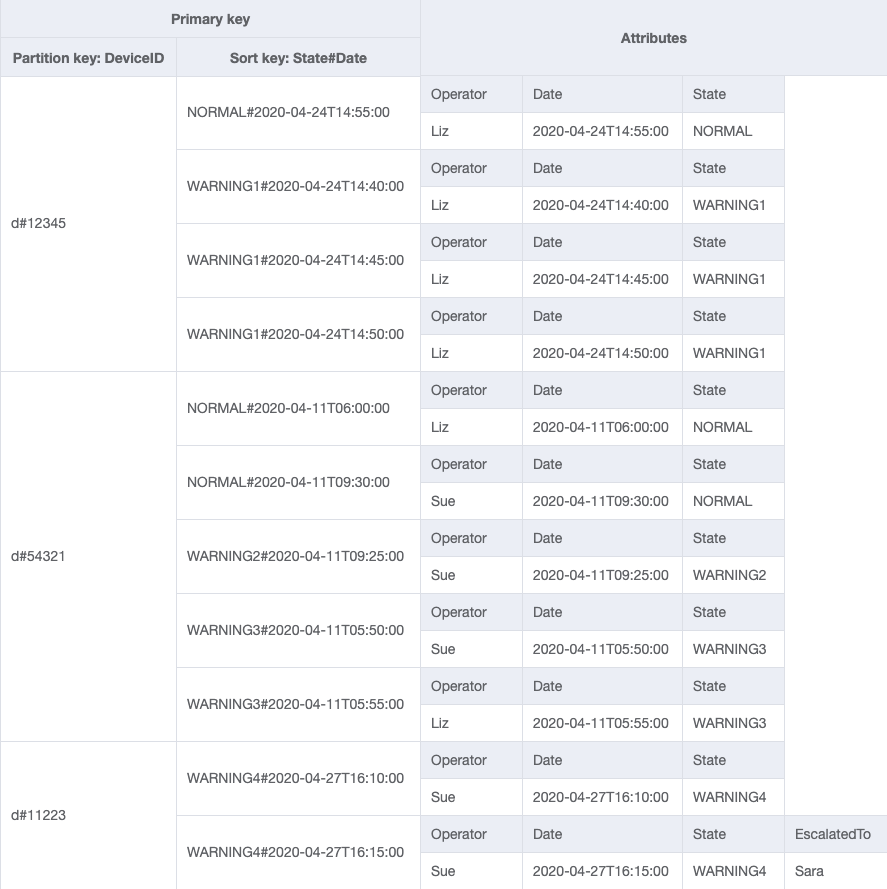 Primary key
Attributes
Partition key: DeviceID Sort key: State#Date
d#12345
NORMAL#2020-04-24T14:55:00
Operator Date State
Liz 2020-04-24T14:55:00 NORMAL
WARNING1#2020-04-24T14:40:00
Operator Date State
Liz 2020-04-24T14:40:00 WARNING1
WARNING1#2020-04-24T14:45:00
Operator Date State
Liz 2020-04-24T14:45:00 WARNING1
WARNING1#2020-04-24T14:50:00
Operator Date State
Liz 2020-04-24T14:50:00 WARNING1
d#54321
NORMAL#2020-04-11T06:00:00
Operator Date State
Liz 2020-04-11T06:00:00 NORMAL
NORMAL#2020-04-11T09:30:00
Operator Date State
Sue 2020-04-11T09:30:00 NORMAL
WARNING2#2020-04-11T09:25:00
Operator Date State
Sue 2020-04-11T09:25:00 WARNING2
WARNING3#2020-04-11T05:50:00
Operator Date State
Sue 2020-04-11T05:50:00 WARNING3
WARNING3#2020-04-11T05:55:00
Operator Date State
Liz 2020-04-11T05:55:00 WARNING3
d#11223
WARNING4#2020-04-27T16:10:00
Operator Date State
Sue 2020-04-27T16:10:00 WARNING4
WARNING4#2020-04-27T16:15:00
Operator Date State EscalatedTo
Sue 2020-04-27T16:15:00 WARNING4 Sara